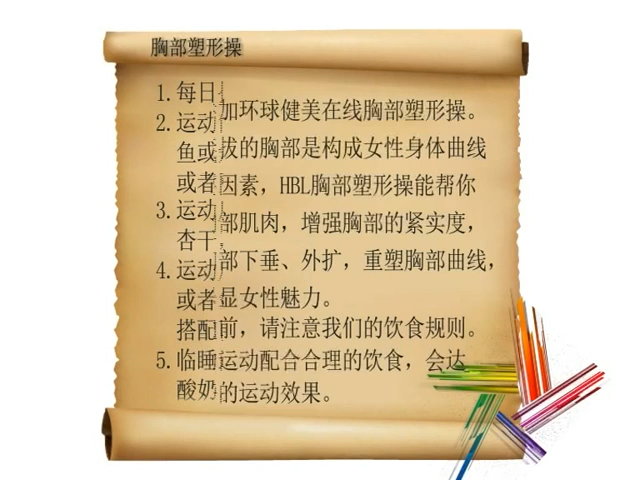 胸部塑形操
1. 每日
加环球健美在线胸部塑形操。
2. 运动
鱼或拔的胸部是构成女性身体曲线
或者因素，HBL胸部塑形操能帮你
3. 运动
部肌肉，增强胸部的紧实度，
杏干
部下垂、外扩，重塑胸部曲线，
4. 运动
或者显女性魅力。
搭配前，请注意我们的饮食规则。
5. 临睡运动配合合理的饮食，会达
酸奶的运动效果。